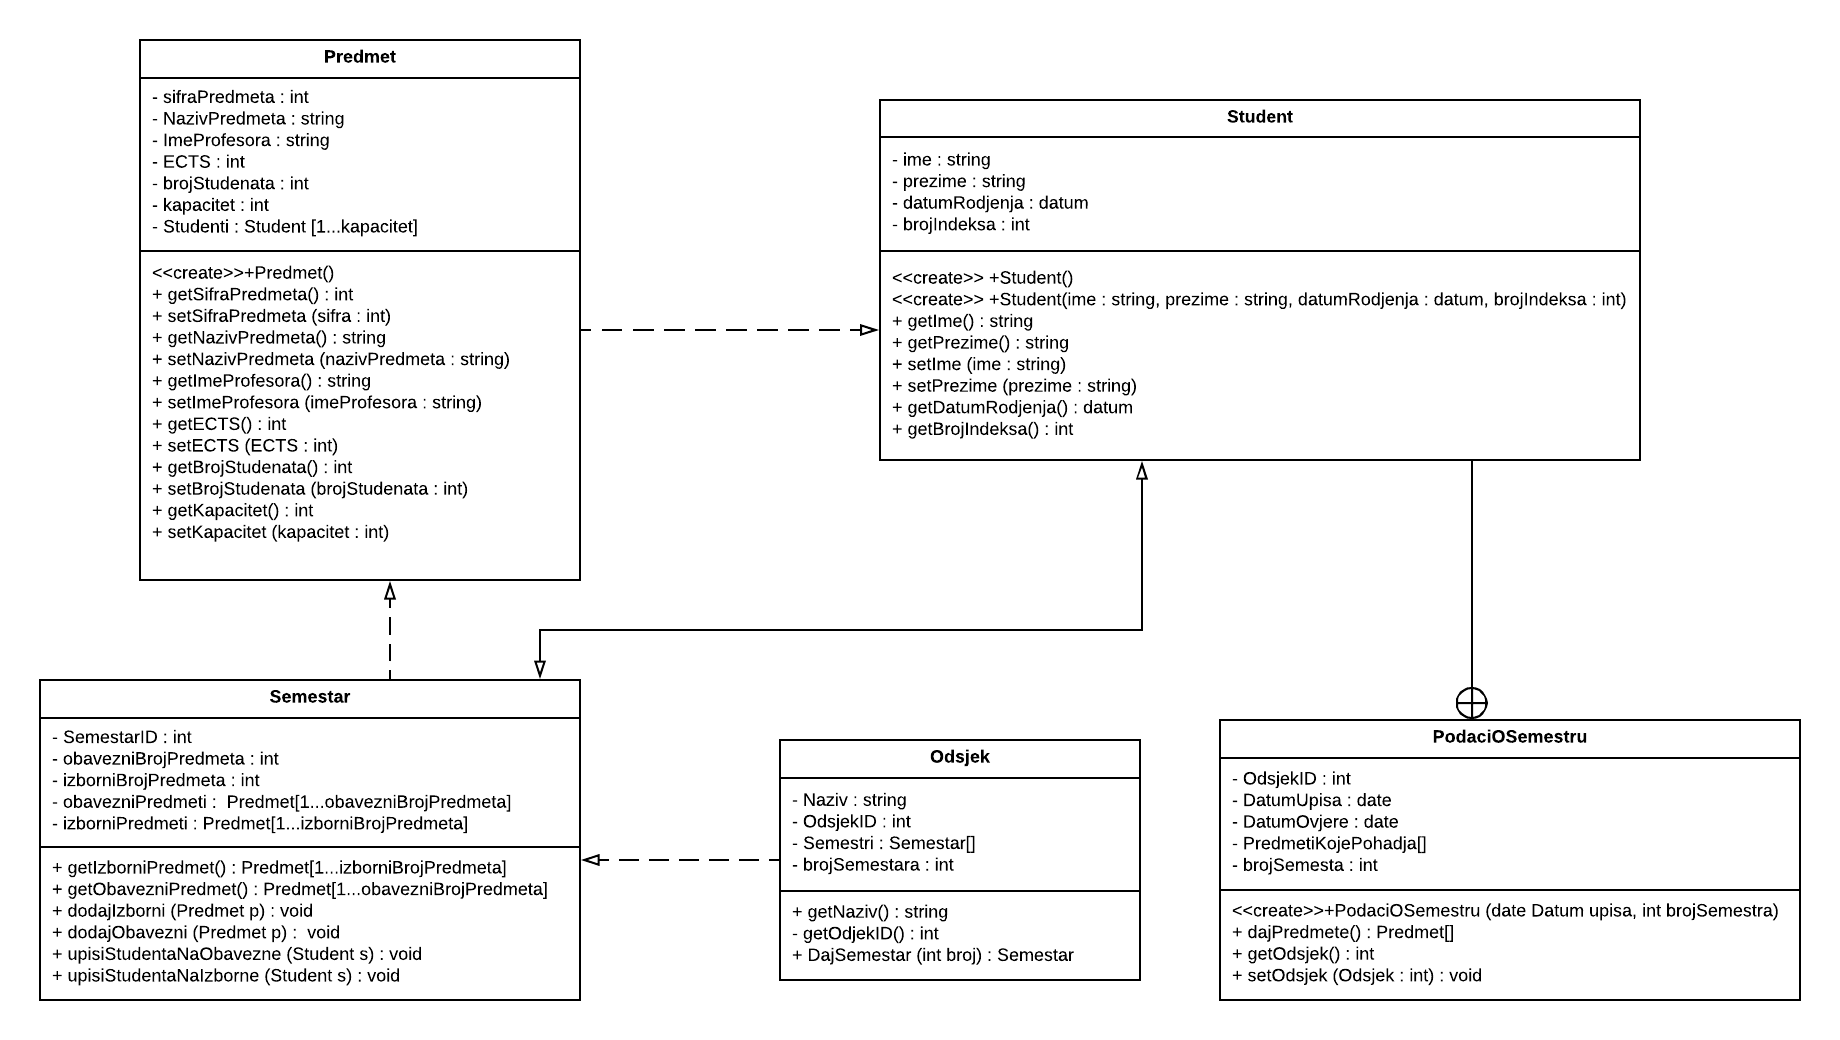 Predmet
- sifraPredmeta : int
- NazivPredmeta : string
- ImeProfesora : string
- ECTS : int
- brojStudenata : int
- kapacitet : int
- Studenti : Student [1...kapacitet]
<<create>>+Predmet()
+ getSifraPredmeta() : int
+ setSifraPredmeta (sifra : int)
+ getNazivPredmeta() : string
+ setNazivPredmeta (nazivPredmeta : string)
+ getImeProfesora() : string
+ setImeProfesora (imeProfesora : string)
+ getECTS() : int
+ setECTS (ECTS : int)
+ getBrojStudenata() : int
+ setBrojStudenata (brojStudenata : int)
+ getKapacitet() : int
+ setKapacitet (kapacitet : int)
Student
- ime : string
- prezime : string
- datumRodjenja : datum
- brojIndeksa : int
<<create>> +Student()
<<create>> +Student(ime : string, prezime : string, datumRodjenja : datum, brojIndeksa : int)
+ getIme() : string
+ getPrezime() : string
+ setIme (ime : string)
+ setPrezime (prezime : string)
+ getDatumRodjenja() : datum
+ getBrojIndeksa() : int
Semestar
- SemestarID : int
- obavezniBrojPredmeta : int
- izborniBrojPredmeta : int
- obavezniPredmeti :  Predmet[1...obavezniBrojPredmeta]
- izborniPredmeti : Predmet[1...izborniBrojPredmeta]
+ getIzborniPredmet() : Predmet[1...izborniBrojPredmeta]
+ getObavezniPredmet() : Predmet[1...obavezniBrojPredmeta]
+ dodajIzborni (Predmet p) : void
+ dodajObavezni (Predmet p) :  void
+ upisiStudentaNaObavezne (Student s) : void
+ upisiStudentaNaIzborne (Student s) : void
Odsjek
- Naziv : string
- OdsjekID : int
- Semestri : Semestar[]
- brojSemestara : int
+ getNaziv() : string
- getOdjekID() : int
+ DajSemestar (int broj) : Semestar
PodaciOSemestru
- OdsjekID : int
- DatumUpisa : date
- DatumOvjere : date
- PredmetiKojePohadja[]
- brojSemesta : int
<<create>>+PodaciOSemestru (date Datum upisa, int brojSemestra)
+ dajPredmete() : Predmet[]
+ getOdsjek() : int
+ setOdsjek (Odsjek : int) : void